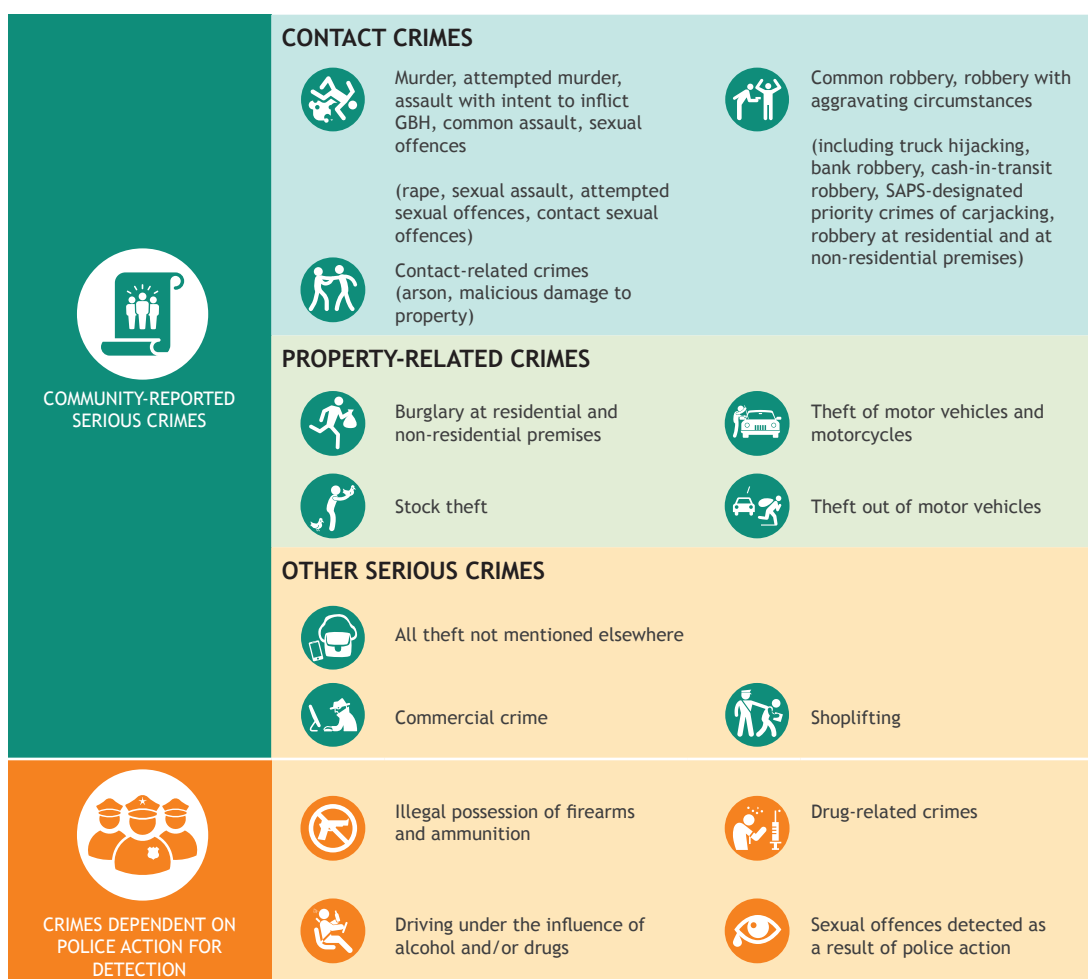 CONTACT CRIMES
Murder, attempted murder,
assault with intent to inflict
GBH, common assault, sexual
offences
(rape, sexual assault, attempted
sexual offences, contact sexual
offences)
Common robbery, robbery with
aggravating circumstances
(including truck hijacking,
bank robbery, cash-in-transit
robbery, SAPS-designated
priority crimes of carjacking,
robbery at residential and at
non-residential premises)
Contact-related crimes
(arson, malicious damage to
property)
COMMUNITY-REPORTED
SERIOUS CRIMES
PROPERTY-RELATED CRIMES
Burglary at residential and
non-residential premises
Theft of motor vehicles and
motorcycles
Stock theft
Theft out of motor vehicles
OTHER SERIOUS CRIMES
All theft not mentioned elsewhere
Commercial crime
Shoplifting
CRIMES DEPENDENT ON
POLICE ACTION FOR
DETECTION
Illegal possession of firearms
and ammunition
Drug-related crimes
Driving under the influence of
alcohol and/or drugs
Sexual offences detected as
a result of police action